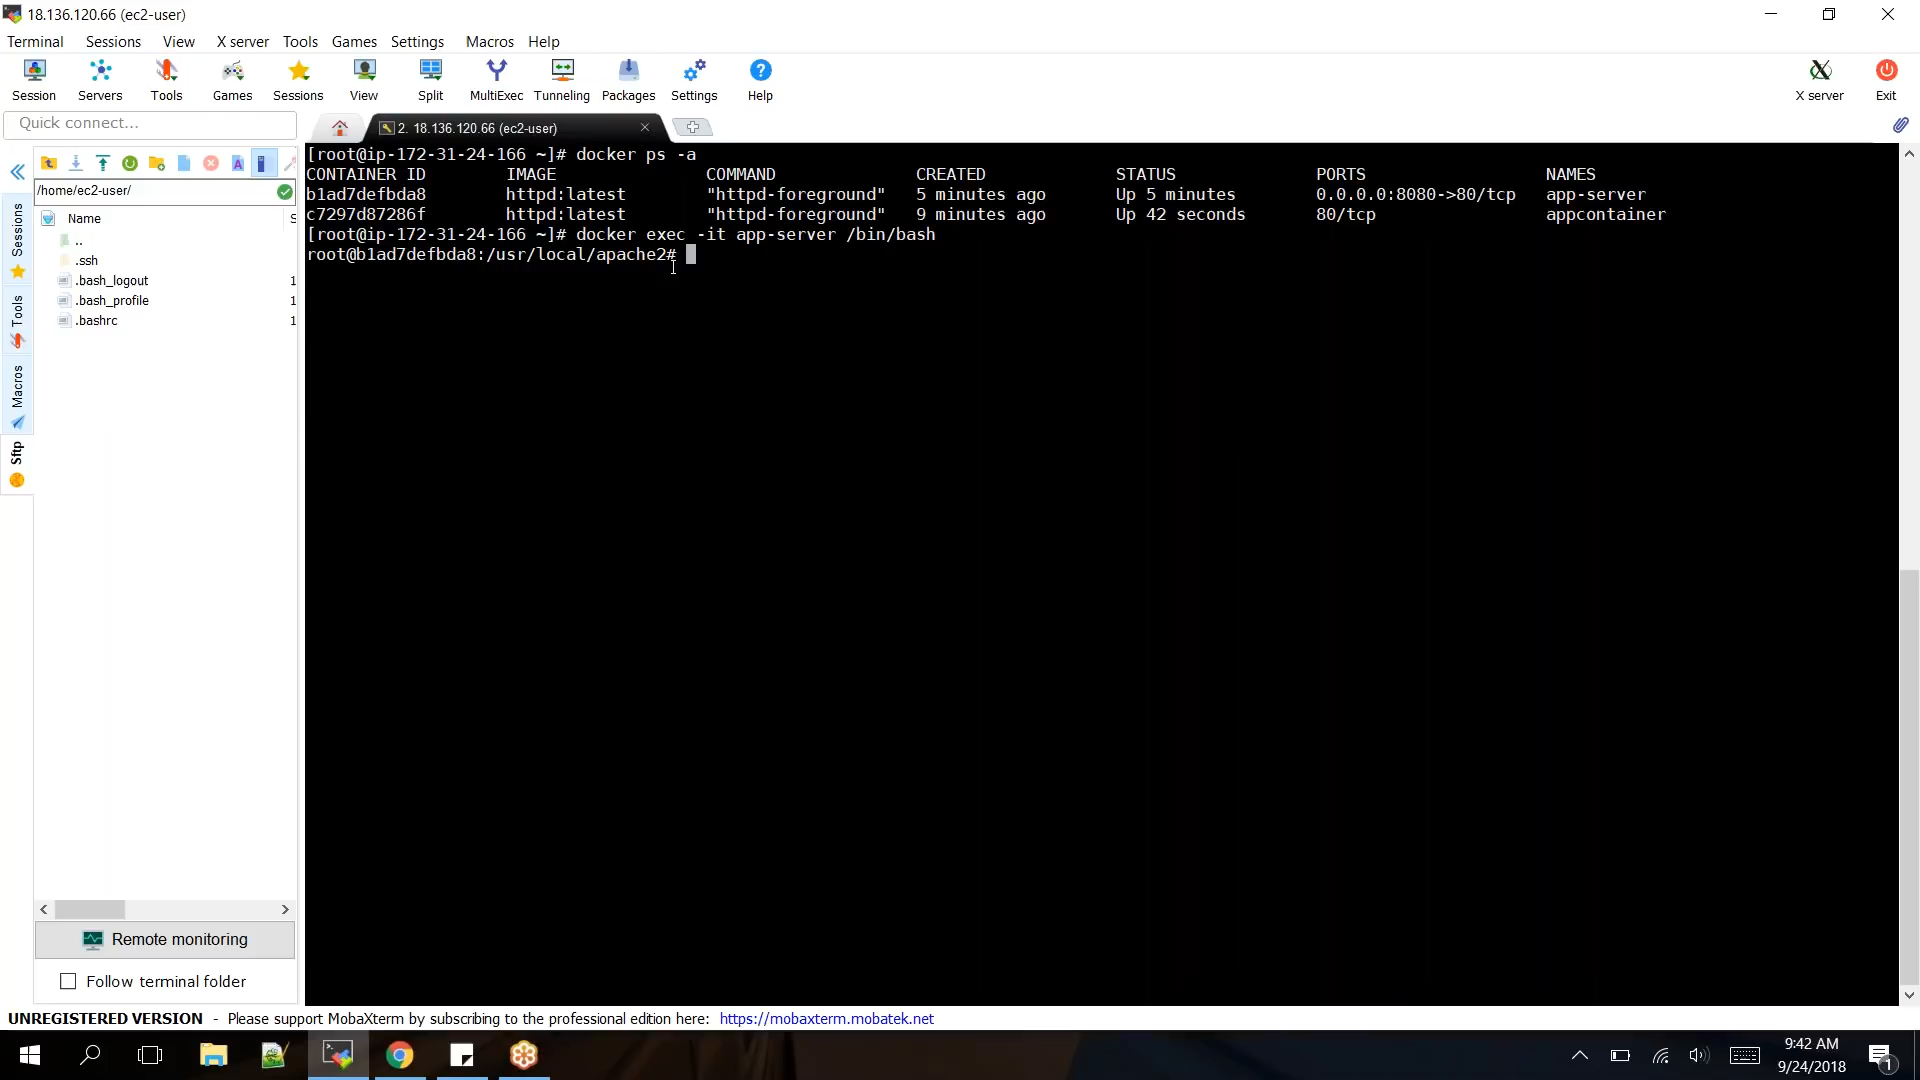 18.136.120.66 (ec2-user)
Terminal Sessions View X server Tools Games Settings Macros Help
Session Servers Tools Games Sessions View Split MultiExec Tunneling Packages Settings Help X server Exit
Quick connect...
2. 18.136.120.66 (ec2-user)
/home/ec2-user/
Name S
..
.ssh
.bash_logout 1
.bash_profile 1
.bashrc 1
Sessions
Tools
Macros
Sftp
[root@ip-172-31-24-166 ~]# docker ps -a
CONTAINER ID IMAGE COMMAND CREATED STATUS PORTS NAMES
b1ad7defbda8 httpd:latest "httpd-foreground" 5 minutes ago Up 5 minutes 0.0.0.0:8080->80/tcp app-server
c7297d87286f httpd:latest "httpd-foreground" 9 minutes ago Up 42 seconds 80/tcp appcontainer
[root@ip-172-31-24-166 ~]# docker exec -it app-server /bin/bash
root@b1ad7defbda8:/usr/local/apache2#
Remote monitoring
Follow terminal folder
UNREGISTERED VERSION - Please support MobaXterm by subscribing to the professional edition here: https://mobaxterm.mobatek.net
9:42 AM
9/24/2018
1